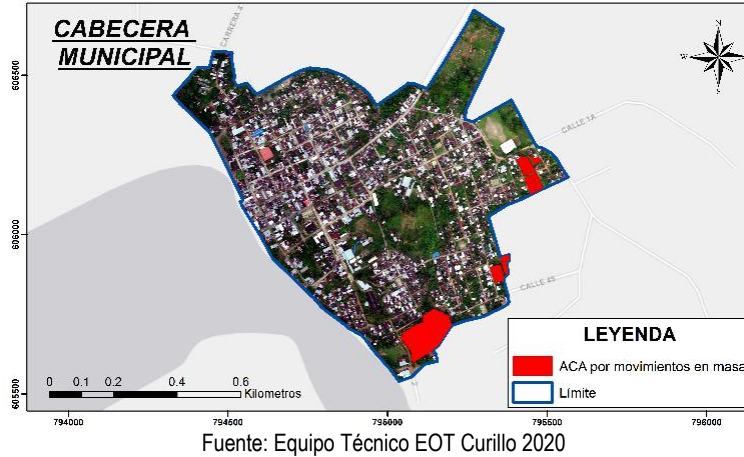 CABECERA
MUNICIPAL
CARRERA 4
N
W
E
S
CALLE 1A
CALLE 4S
606500
606000
605500
LEYENDA
ACA por movimientos en masa
Límite
0 0.1 0.2 0.4 0.6
Kilometros
794000 794500 795000 795500 796000
Fuente: Equipo Técnico EOT Curillo 2020